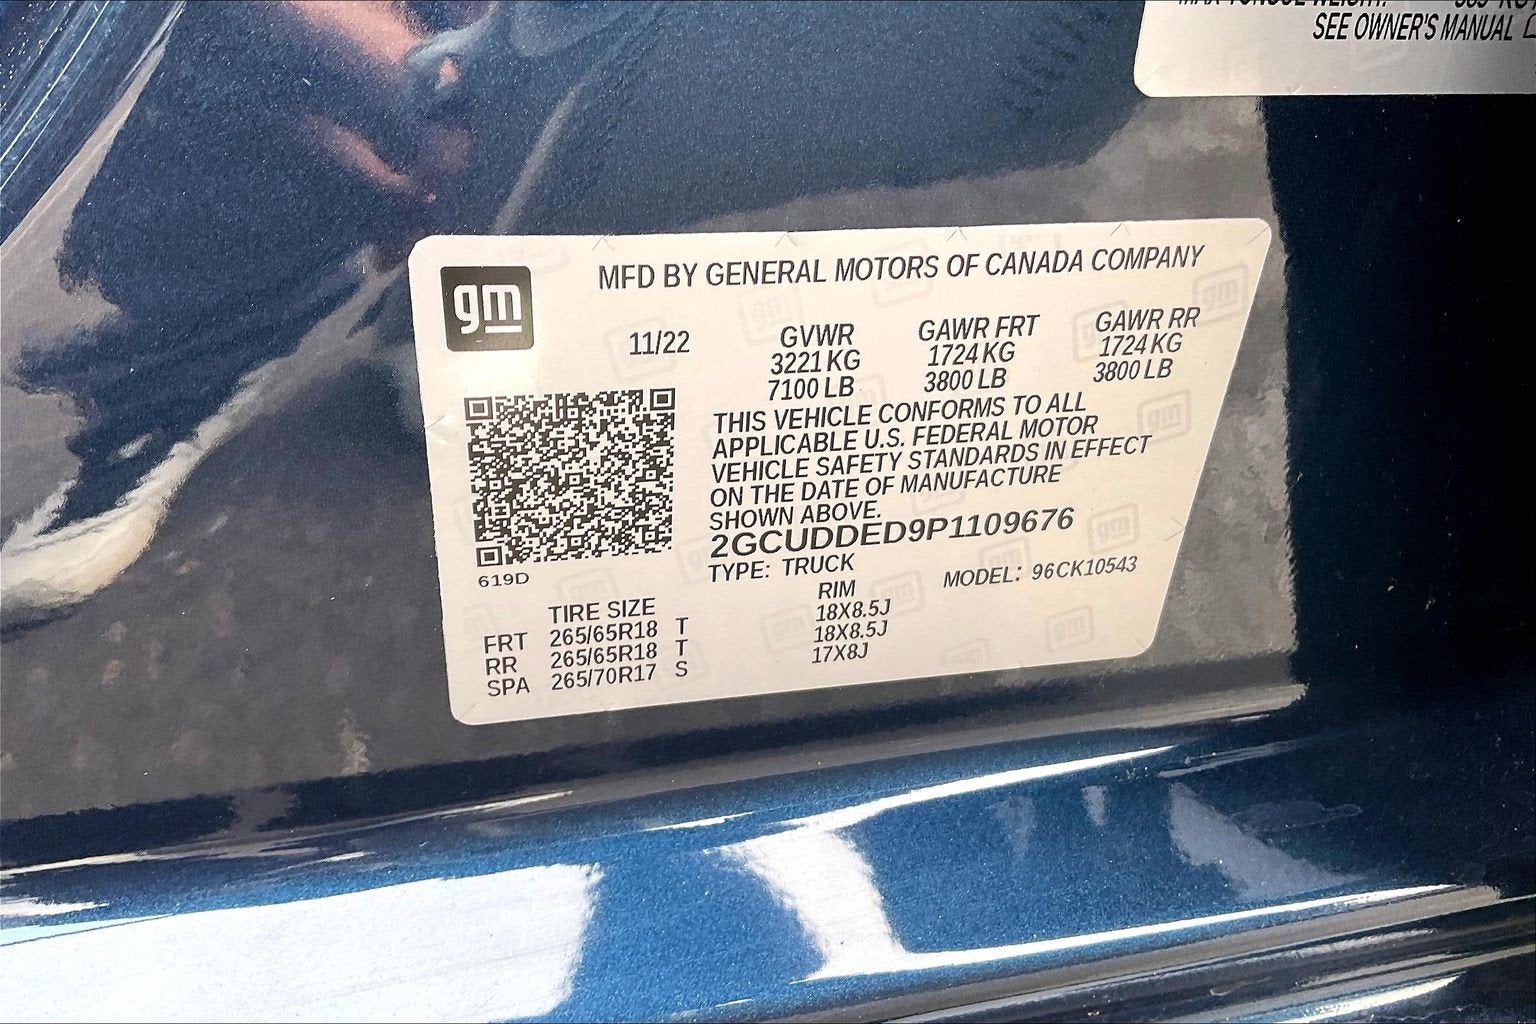 SEE OWNER'S MANUAL
gm
MFD BY GENERAL MOTORS OF CANADA COMPANY
11/22 GVWR GAWR FRT GAWR RR
3221 KG 1724 KG 1724 KG
7100 LB 3800 LB 3800 LB
THIS VEHICLE CONFORMS TO ALL
APPLICABLE U.S. FEDERAL MOTOR
VEHICLE SAFETY STANDARDS IN EFFECT
ON THE DATE OF MANUFACTURE
SHOWN ABOVE.
2GCUDDED9P1109676
619D
TYPE: TRUCK MODEL: 96CK10543
TIRE SIZE RIM
FRT 265/65R18 T 18X8.5J
RR 265/65R18 T 18X8.5J
SPA 265/70R17 S 17X8J